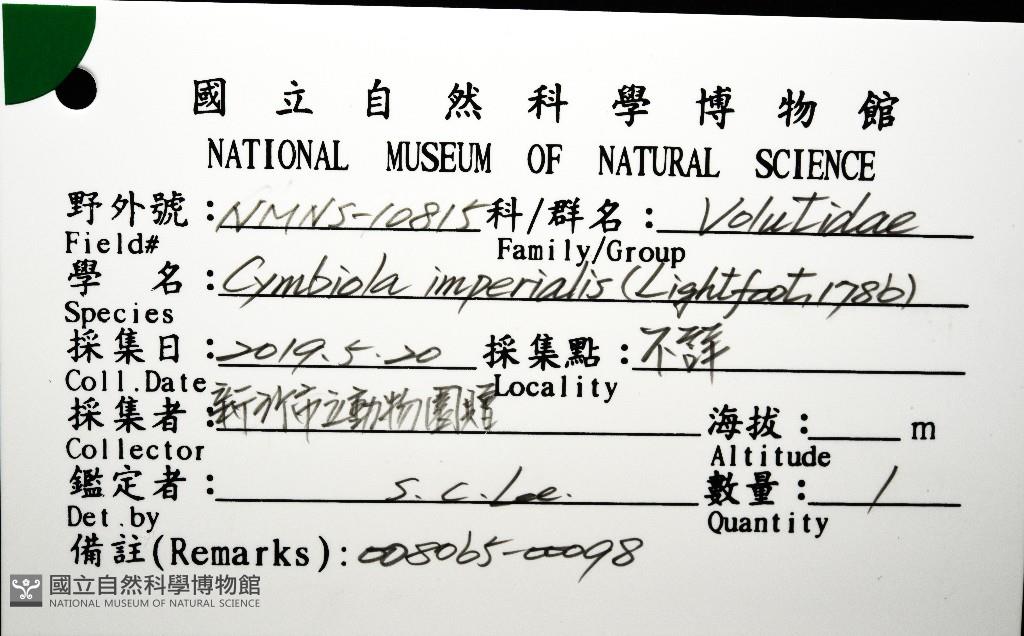 國立自然科學博物館
NATIONAL MUSEUM OF NATURAL SCIENCE
野外號: NMNS-10815 科/群名: Volutidae
Field# Family/Group
學名: Cymbiola imperialis (Lightfoot, 1786)
Species
採集日: 2019.5.20 採集點: 不詳
Coll.Date Locality
採集者: 新竹市立動物園贈 海拔: m
Collector Altitude
鑑定者: S.C.Lee. 數量: 1
Det.by Quantity
備註(Remarks): 008065-00098
國立自然科學博物館
NATIONAL MUSEUM OF NATURAL SCIENCE